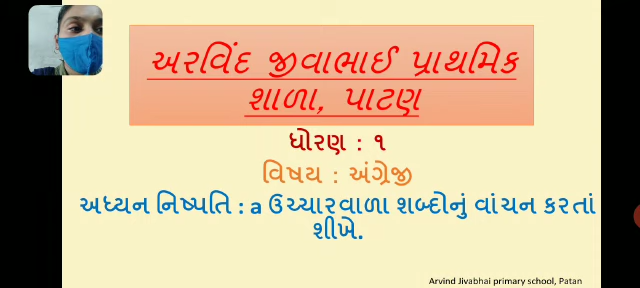 અરવિંદ જીવાભાઈ પ્રાથમિક
શાળા, પાટણ
ધોરણ : ૧
વિષય : અંગ્રેજી
અધ્યન નિષ્પતિ : a ઉચ્ચારવાળા શબ્દોનું વાંચન કરતાં
શીખે.
Arvind Jivabhai primary school, Patan